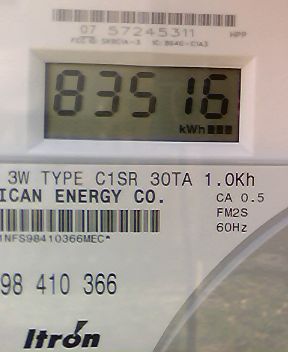 07 57245311 MPP
83516
kWh
3W TYPE C1SR 30TA 1.0Kh
ICAN ENERGY CO. CA 0.5
FM2S
60Hz
1NFS98410366MEC*
98 410 366
Itron